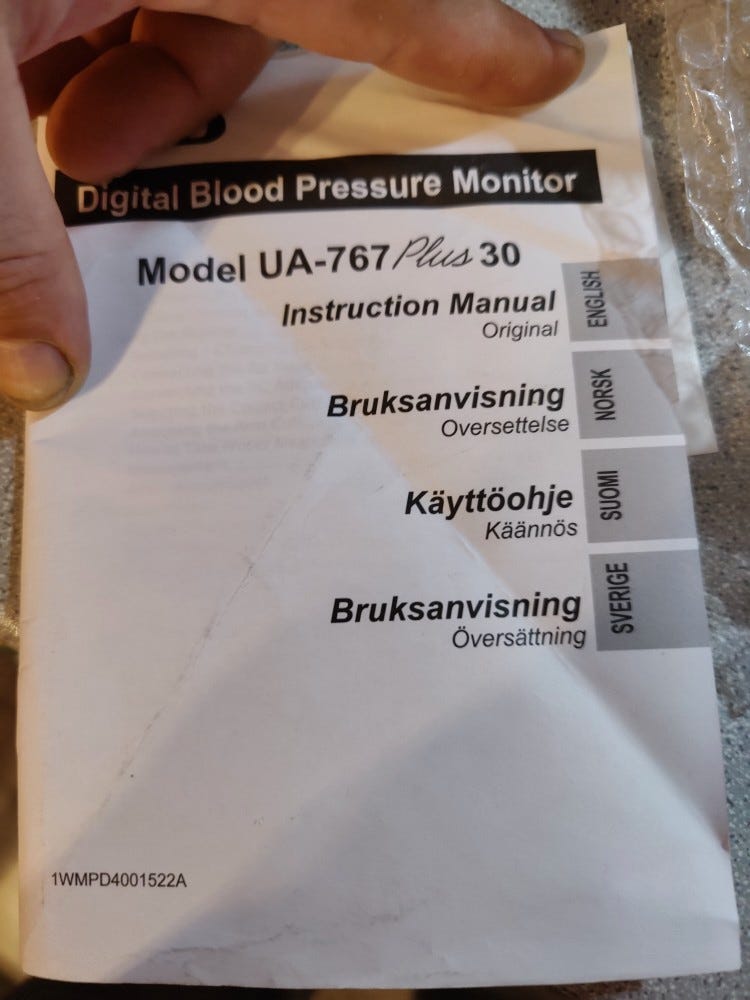 Digital Blood Pressure Monitor
Model UA-767 Plus 30
Instruction Manual
Original
ENGLISH
Bruksanvisning
Oversettelse
NORSK
Käyttöohje
Käännös
SUOMI
Bruksanvisning
Översättning
SVERIGE
1WMPD4001522A